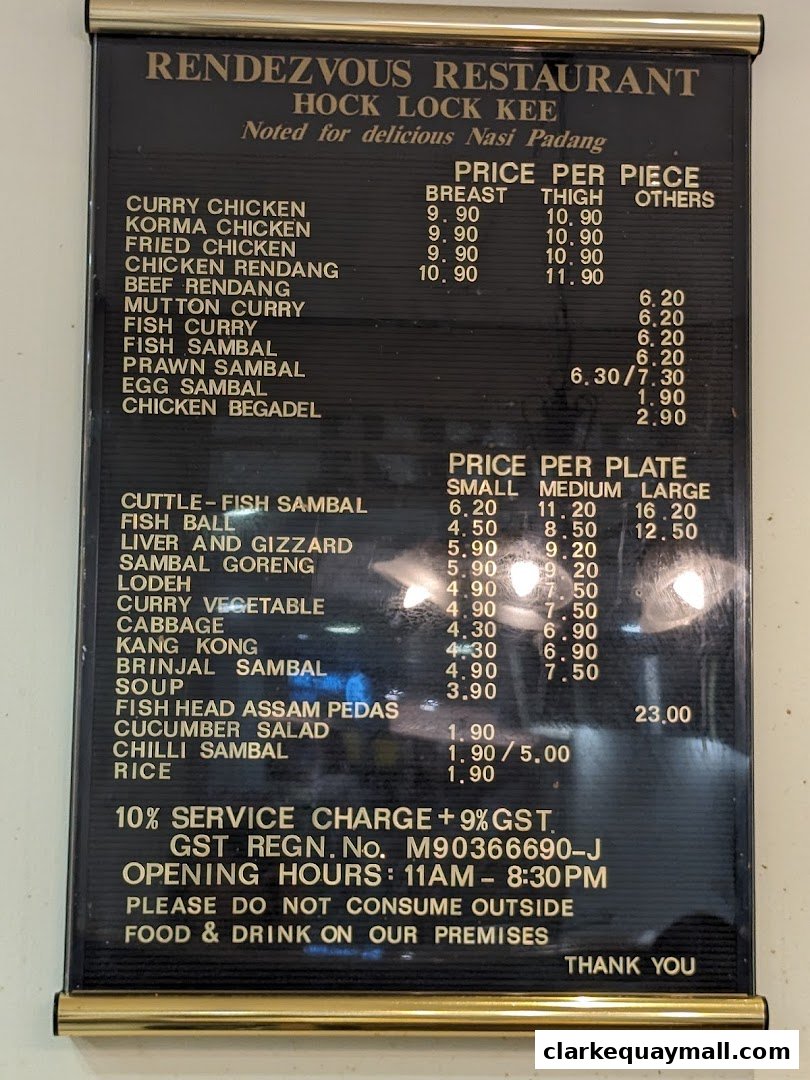 RENDEZVOUS RESTAURANT
HOCK LOCK KEE
Noted for delicious Nasi Padang
PRICE PER PIECE
BREAST THIGH OTHERS
CURRY CHICKEN 9.90 10.90
KORMA CHICKEN 9.90 10.90
FRIED CHICKEN 9.90 10.90
CHICKEN RENDANG 10.90 11.90
BEEF RENDANG 6.20
MUTTON CURRY 6.20
FISH CURRY 6.20
FISH SAMBAL 6.20
PRAWN SAMBAL 6.30/7.30
EGG SAMBAL 1.90
CHICKEN BEGADEL 2.90
PRICE PER PLATE
SMALL MEDIUM LARGE
CUTTLE-FISH SAMBAL 6.20 11.20 16.20
FISH BALL 4.50 8.50 12.50
LIVER AND GIZZARD 5.90 9.20
SAMBAL GORENG 5.90 9.20
LODEH 4.90 7.50
CURRY VEGETABLE 4.90 7.50
CABBAGE 4.30 6.90
KANG KONG 4.30 6.90
BRINJAL SAMBAL 4.90 7.50
SOUP 3.90
FISH HEAD ASSAM PEDAS 23.00
CUCUMBER SALAD 1.90
CHILLI SAMBAL 1.90/5.00
RICE 1.90
10% SERVICE CHARGE+9%GST.
GST REGN.No. M90366690-J
OPENING HOURS: 11AM- 8:30PM
PLEASE DO NOT CONSUME OUTSIDE
FOOD & DRINK ON OUR PREMISES
THANK YOU
clarkequaymall.com